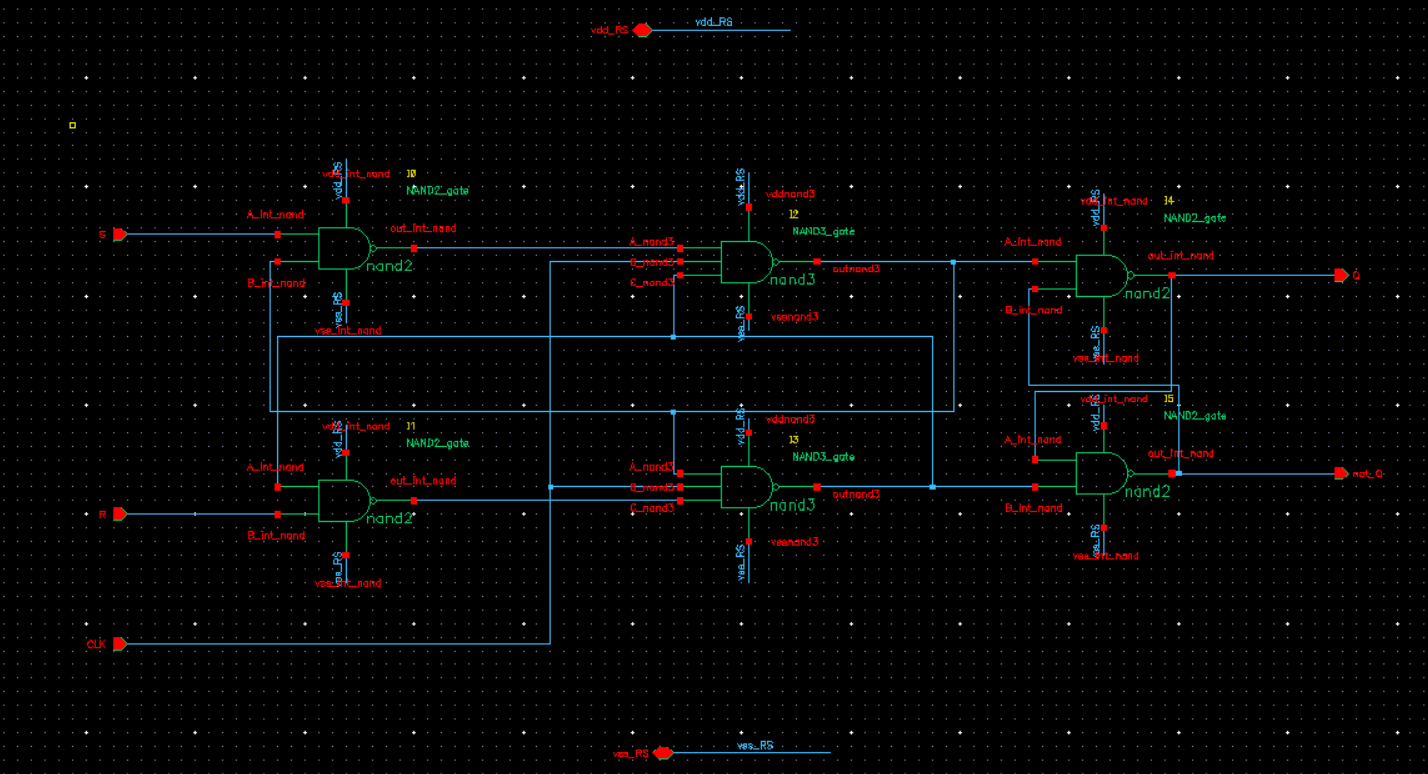 vdd_RS vdd_RS
vdd_RS vdd_int_nand I0
NAND2_gate
A_int_nand
S
out_int_nand
nand2
B_int_nand
vss_RS
vss_int_nand
vdd_RS vddnand3
I2
NAND3_gate
A_nand3
B_nand3
C_nand3
outnand3
nand3
vssnand3
vss_RS
vdd_RS vdd_int_nand I4
NAND2_gate
A_int_nand
out_int_nand
Q
nand2
B_int_nand
vss_RS
vss_int_nand
vdd_RS vdd_int_nand I1
NAND2_gate
A_int_nand
out_int_nand
R
nand2
B_int_nand
vss_RS
vss_int_nand
vdd_RS vddnand3
I3
NAND3_gate
A_nand3
B_nand3
C_nand3
outnand3
nand3
vssnand3
vss_RS
vdd_RS vdd_int_nand I5
NAND2_gate
A_int_nand
out_int_nand
not_Q
nand2
B_int_nand
vss_RS
vss_int_nand
CLK
vss_RS vss_RS